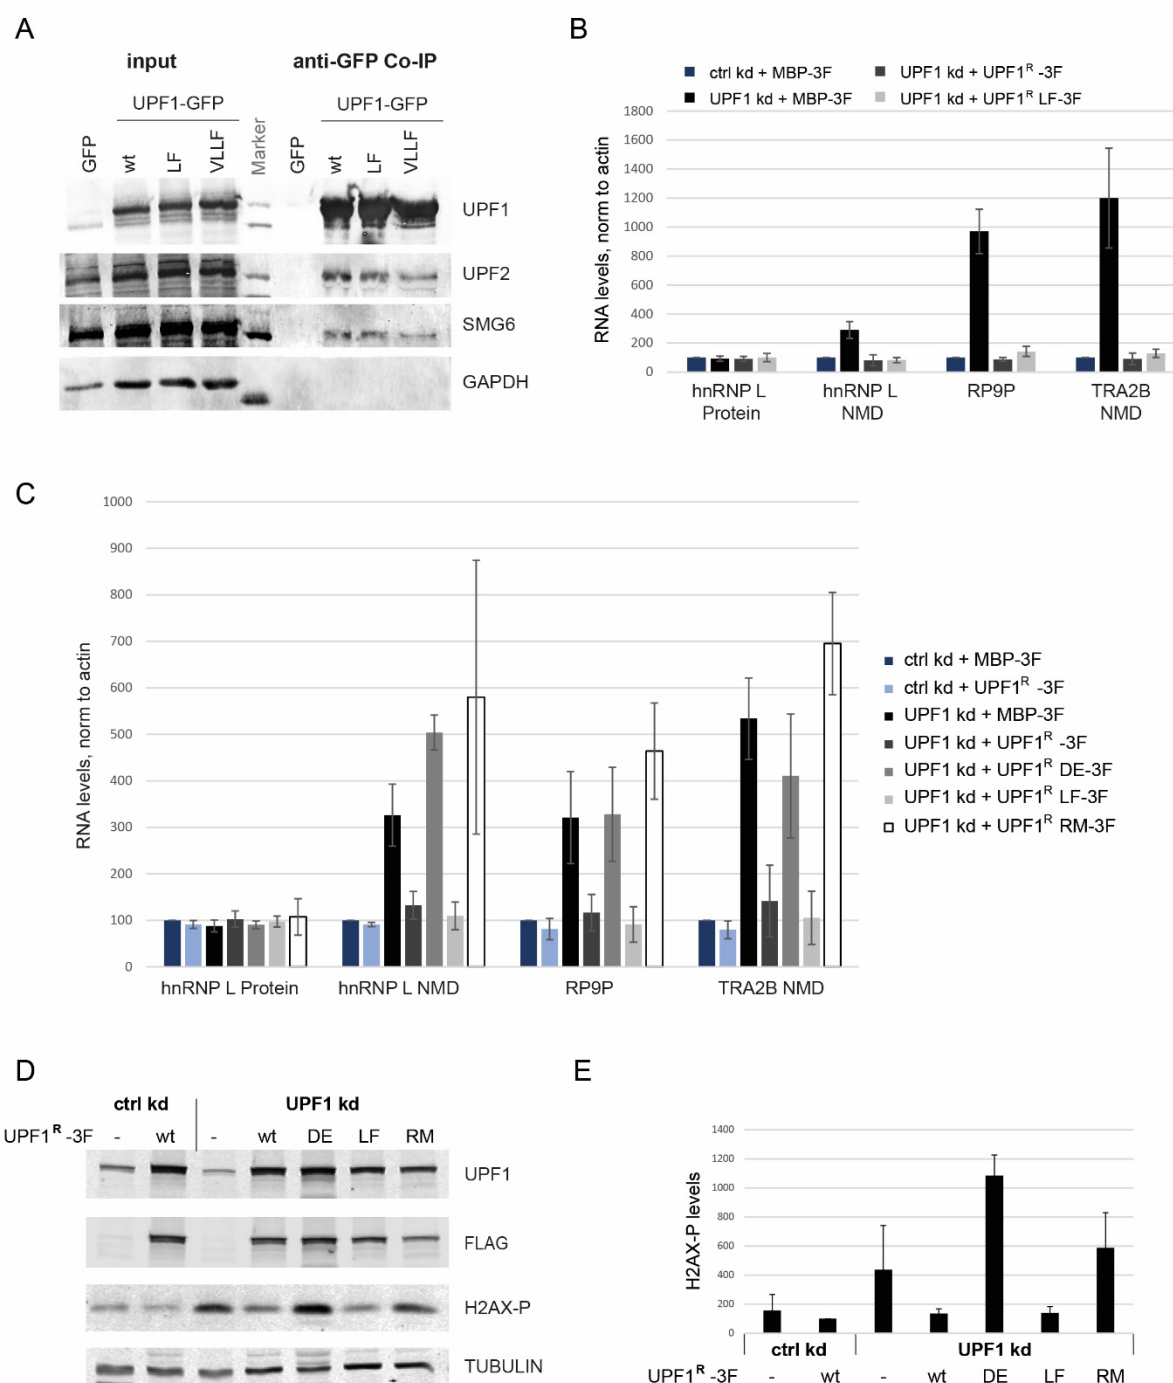 A
input
anti-GFP Co-IP
UPF1-GFP
UPF1-GFP
GFP
wt
LF
VLLF
Marker
GFP
wt
LF
VLLF
UPF1
UPF2
SMG6
GAPDH
B
ctrl kd + MBP-3F
UPF1 kd + UPF1ᴿ -3F
UPF1 kd + MBP-3F
UPF1 kd + UPF1ᴿ LF-3F
RNA levels, norm to actin
1800
1600
1400
1200
1000
800
600
400
200
0
hnRNP L
Protein
hnRNP L
NMD
RP9P
TRA2B
NMD
C
RNA levels, norm to actin
1000
900
800
700
600
500
400
300
200
100
0
hnRNP L Protein
hnRNP L NMD
RP9P
TRA2B NMD
ctrl kd + MBP-3F
ctrl kd + UPF1ᴿ -3F
UPF1 kd + MBP-3F
UPF1 kd + UPF1ᴿ -3F
UPF1 kd + UPF1ᴿ DE-3F
UPF1 kd + UPF1ᴿ LF-3F
UPF1 kd + UPF1ᴿ RM-3F
D
ctrl kd
UPF1 kd
UPF1ᴿ -3F - wt - wt DE LF RM
UPF1
FLAG
H2AX-P
TUBULIN
E
H2AX-P levels
1400
1200
1000
800
600
400
200
0
ctrl kd
UPF1 kd
UPF1ᴿ -3F - wt - wt DE LF RM